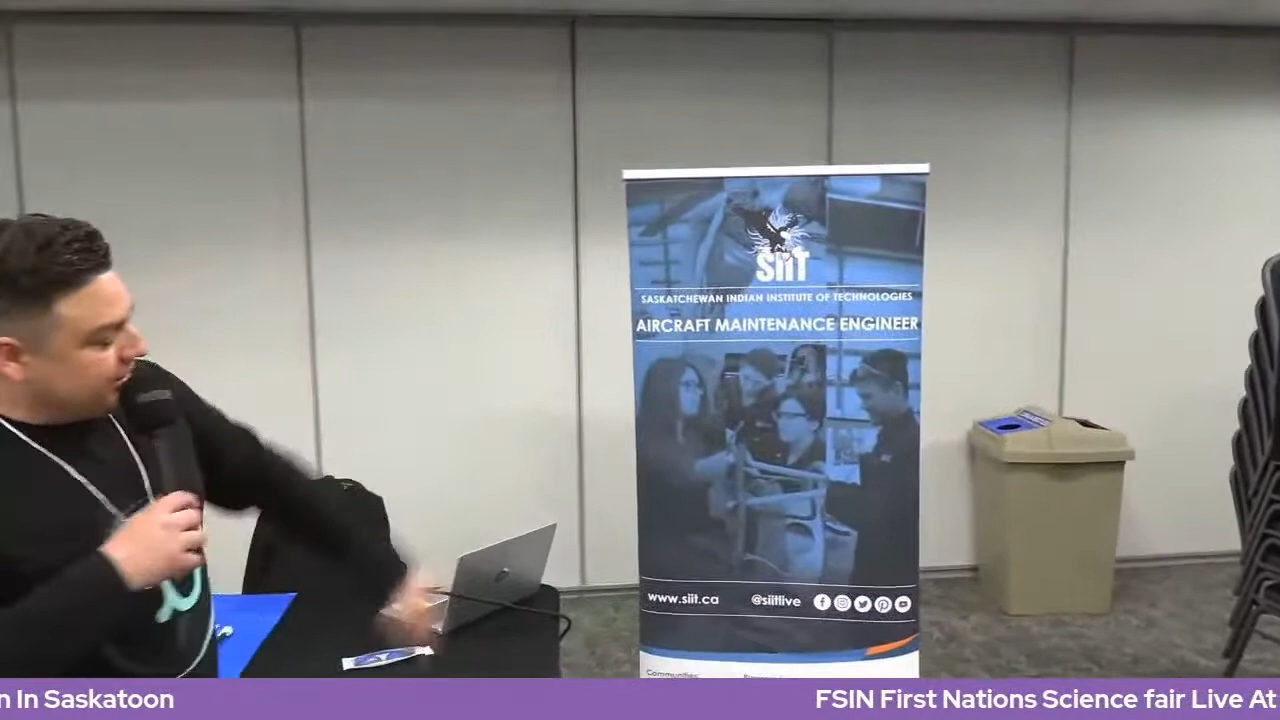 SIIT
SASKATCHEWAN INDIAN INSTITUTE OF TECHNOLOGIES
AIRCRAFT MAINTENANCE ENGINEER
www.siit.ca @siitlive
Communities
n In Saskatoon FSIN First Nations Science fair Live At